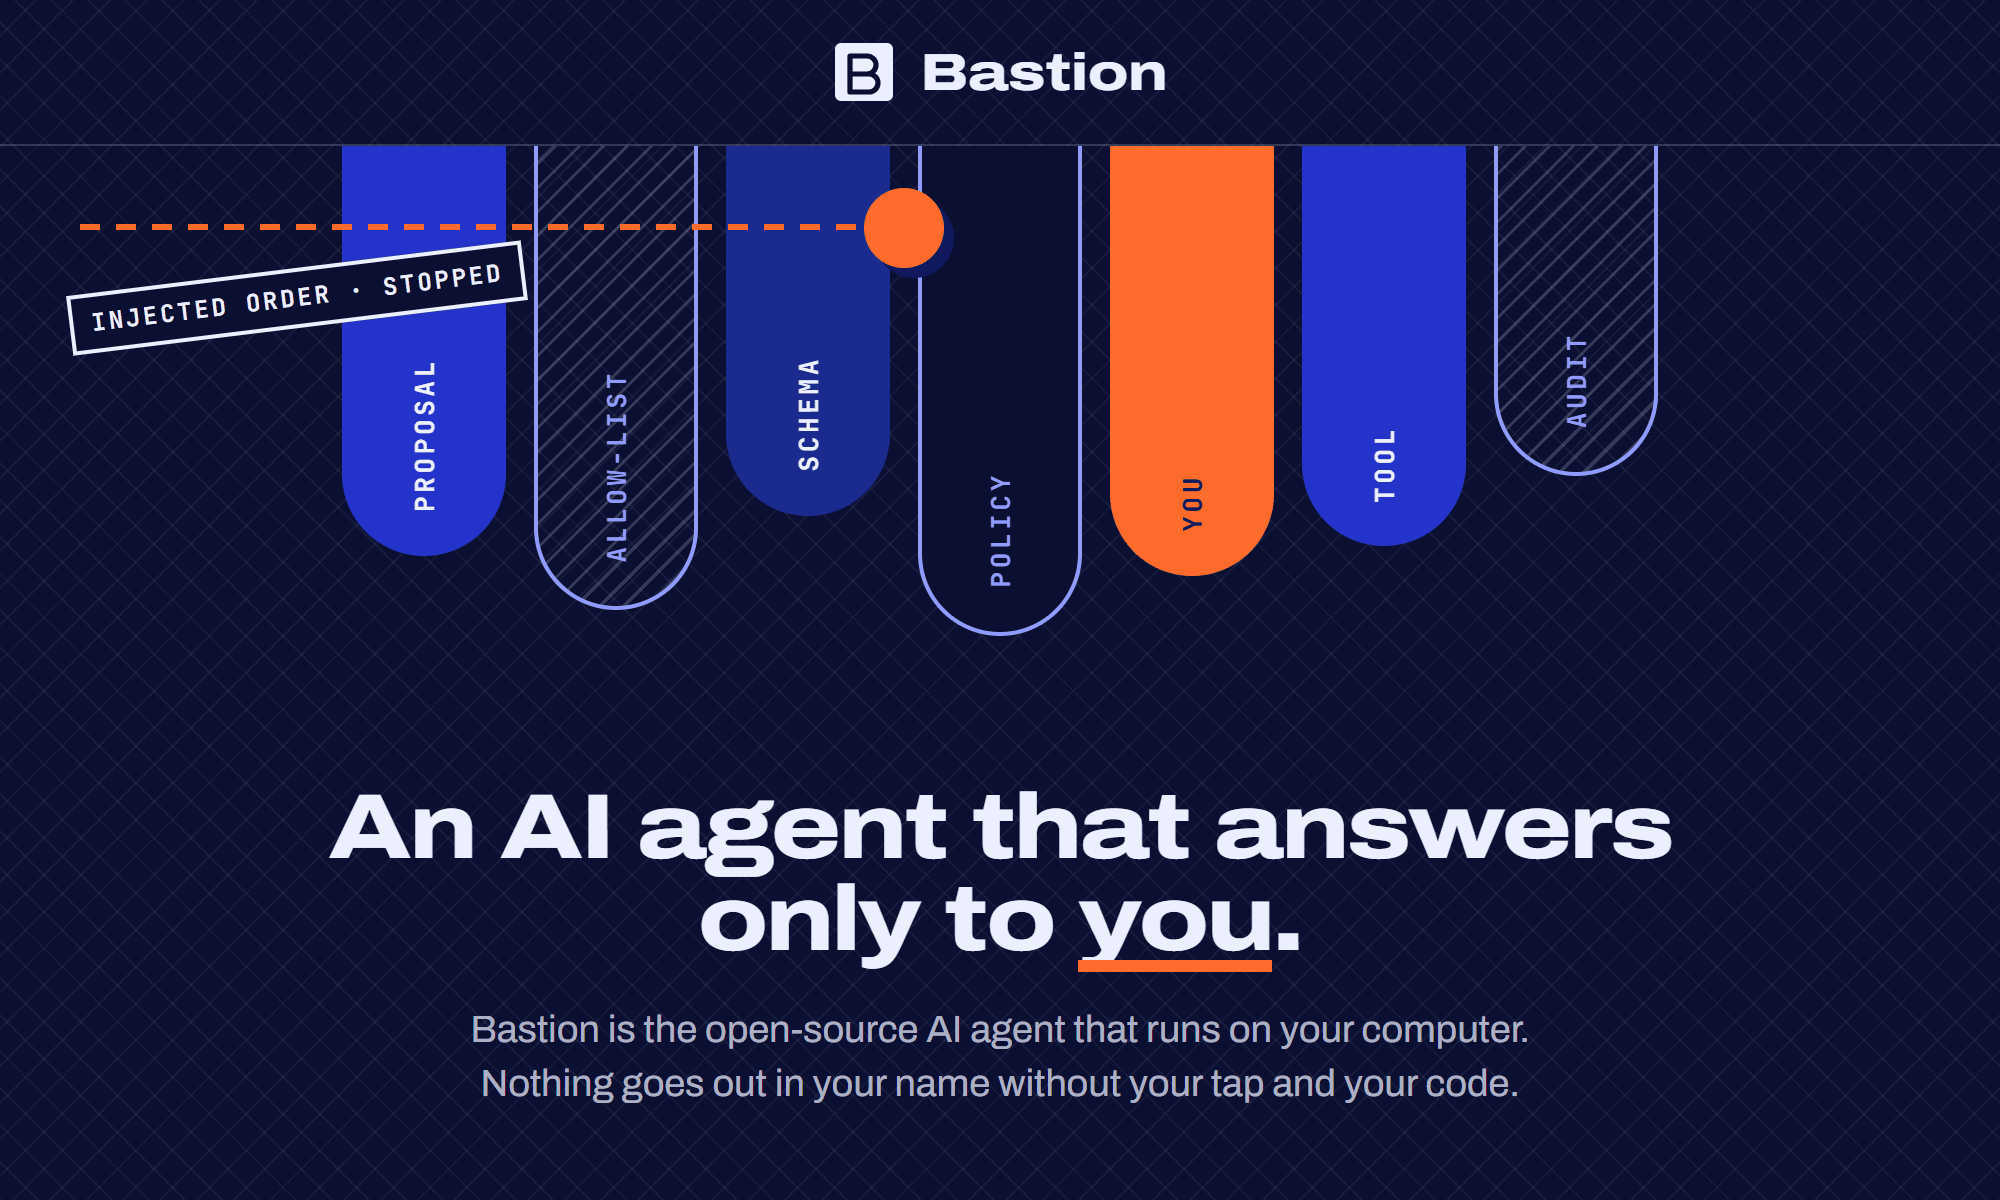 B Bastion
INJECTED ORDER · STOPPED
PROPOSAL
ALLOW-LIST
SCHEMA
POLICY
YOU
TOOL
AUDIT
An AI agent that answers
only to you.
Bastion is the open-source AI agent that runs on your computer.
Nothing goes out in your name without your tap and your code.